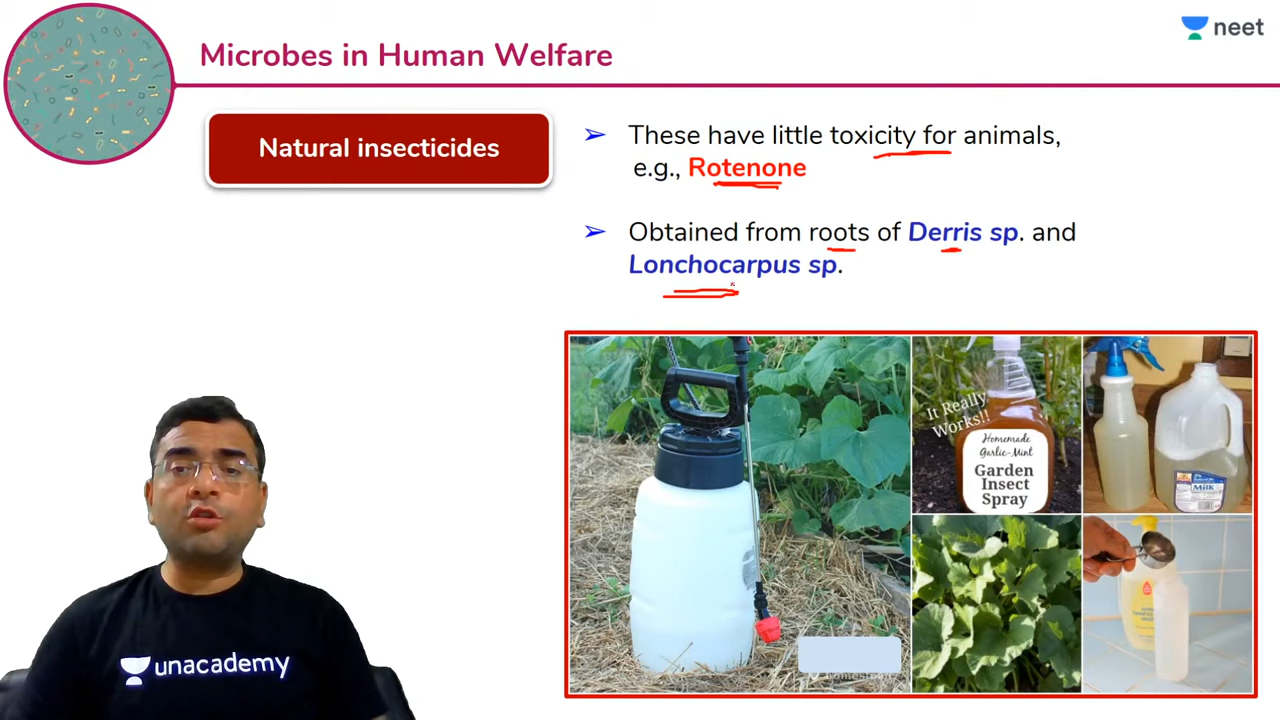 neet
Microbes in Human Welfare
Natural insecticides
➢ These have little toxicity for animals,
e.g., Rotenone
➢ Obtained from roots of Derris sp. and
Lonchocarpus sp.
It Really
Works!!
Homemade
Garlic-Mint
Garden
Insect
Spray
Milk
unacademy